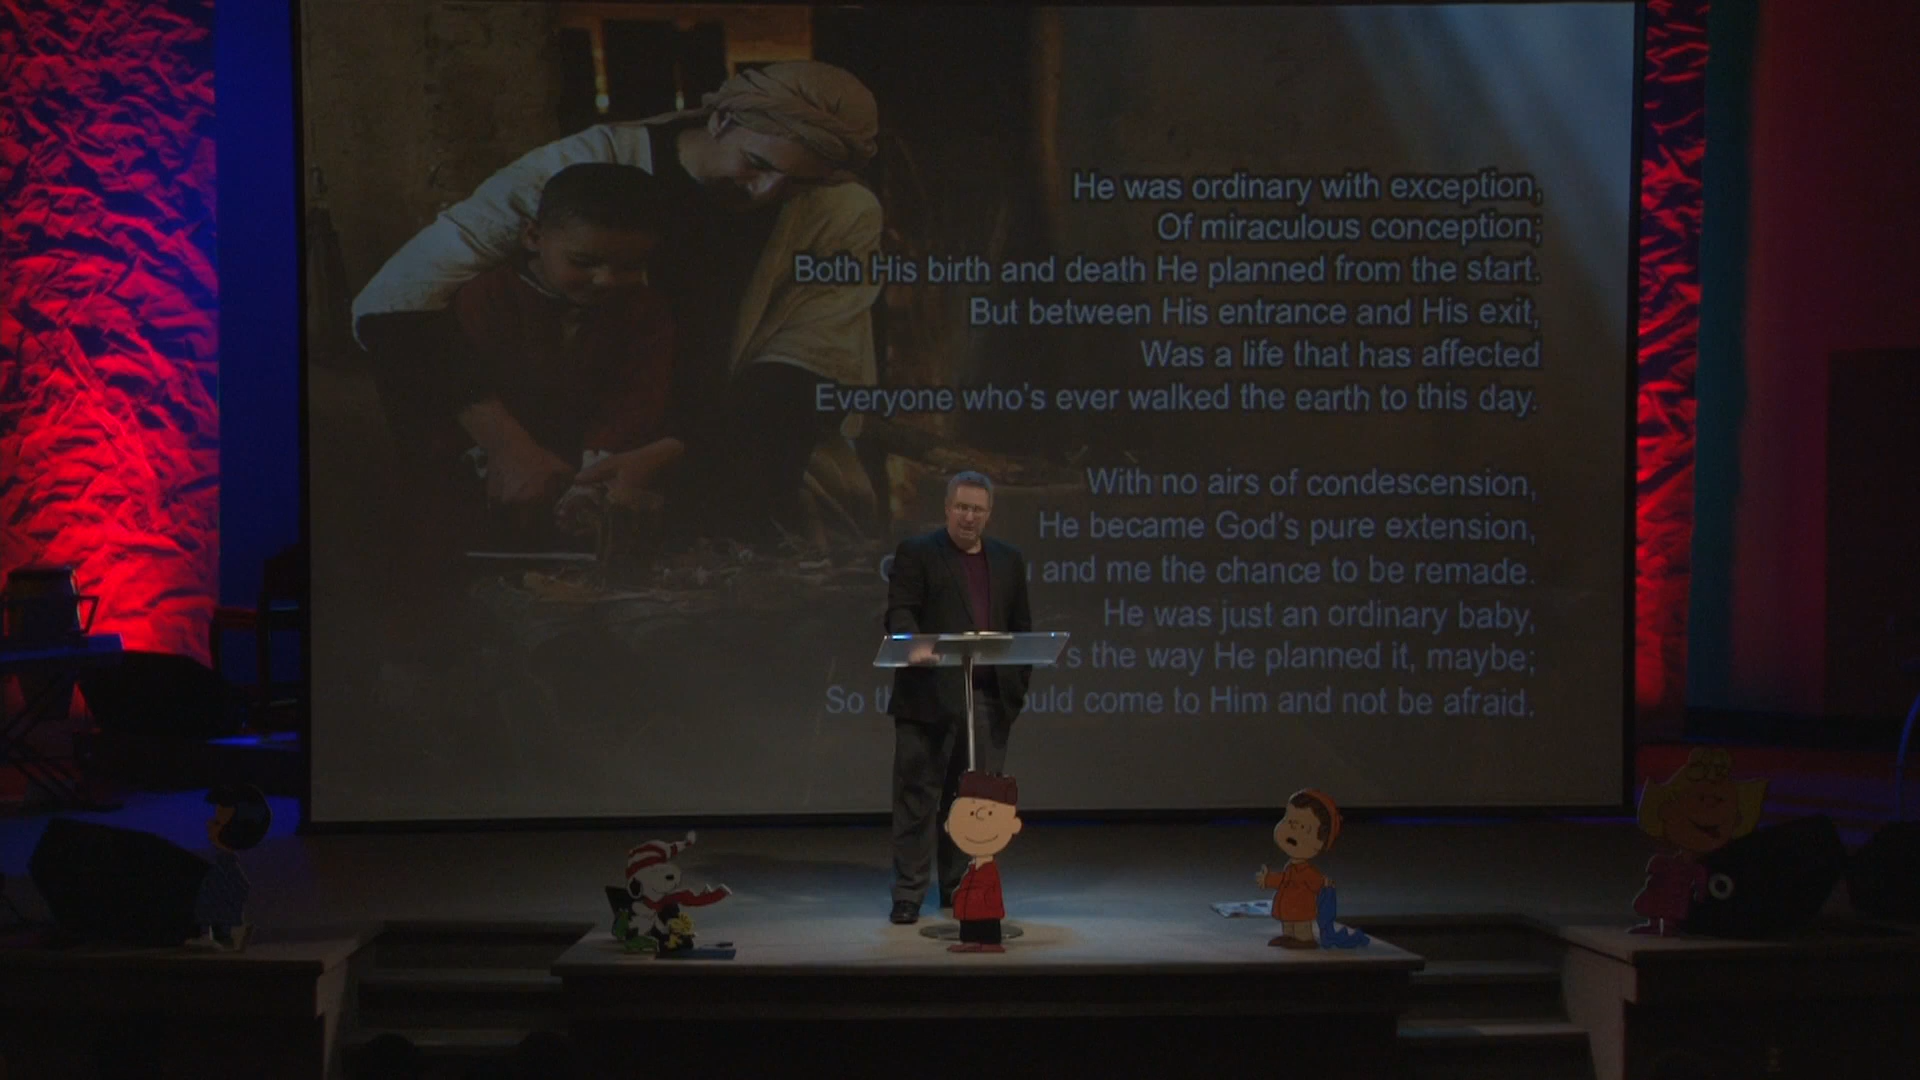 He was ordinary with exception,
Of miraculous conception;
Both His birth and death He planned from the start.
But between His entrance and His exit,
Was a life that has affected
Everyone who's ever walked the earth to this day.
With no airs of condescension,
He became God's pure extension,
and me the chance to be remade.
He was just an ordinary baby,
the way He planned it, maybe;
So come to Him and not be afraid.